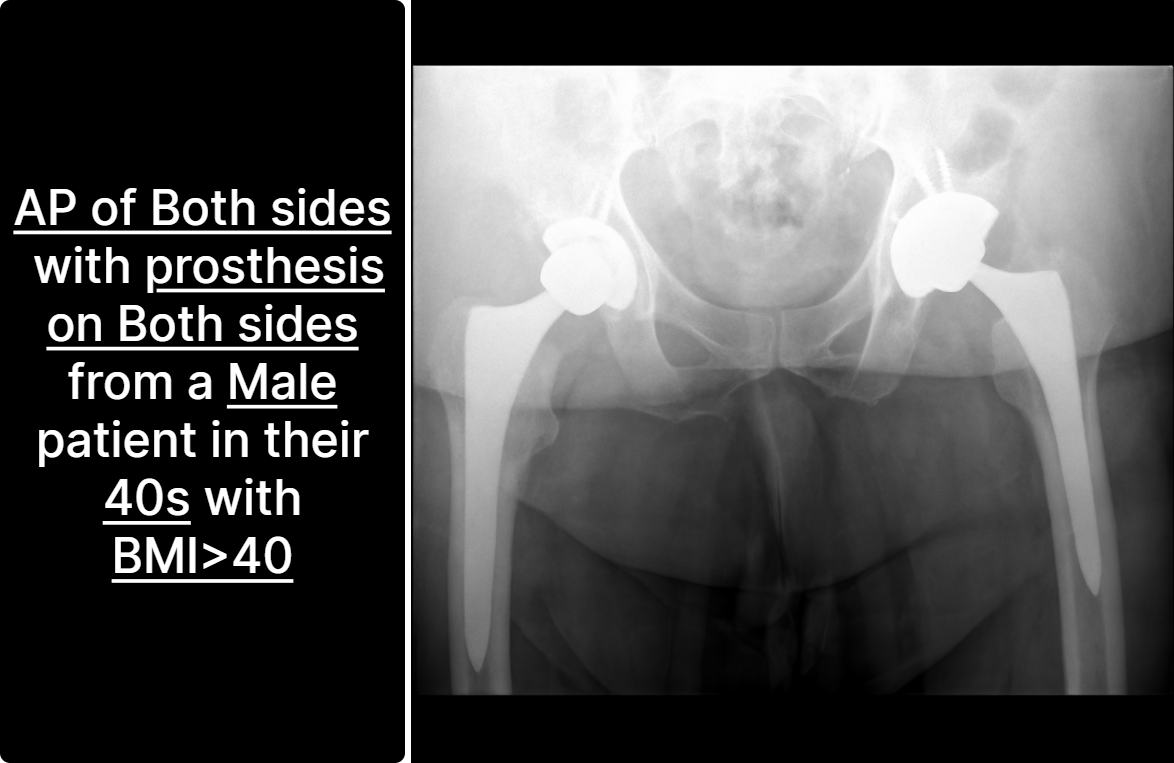 AP of Both sides
with prosthesis
on Both sides
from a Male
patient in their
40s with
BMI>40